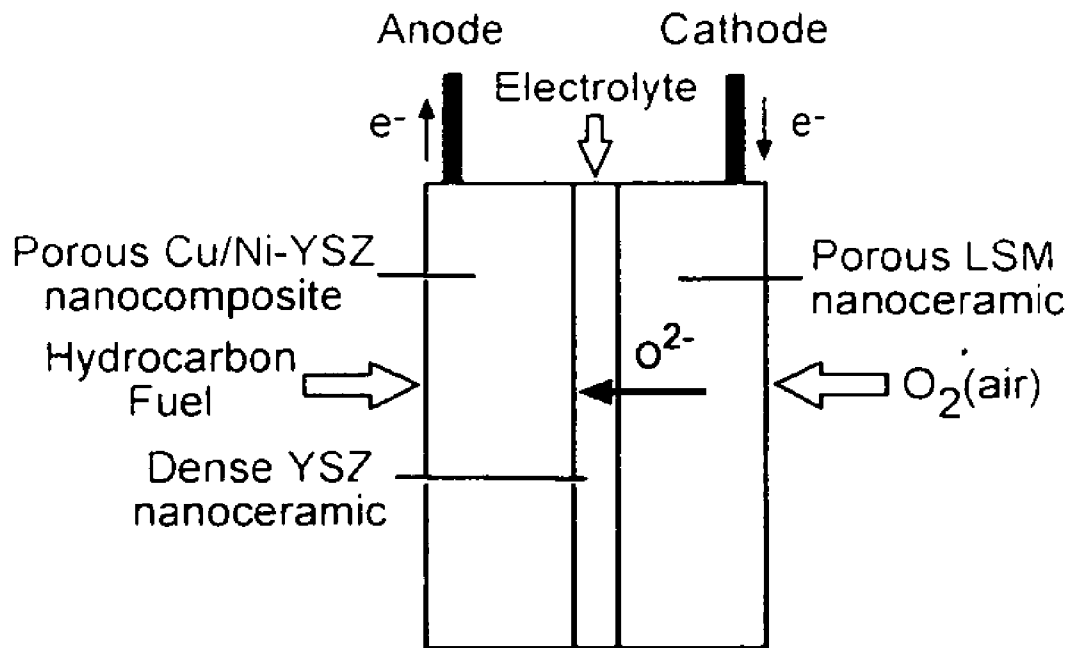 Anode
Cathode
Electrolyte
e-
e-
Porous Cu/Ni-YSZ
nanocomposite
Porous LSM
nanoceramic
Hydrocarbon
Fuel
O2-
O2(air)
Dense YSZ
nanoceramic